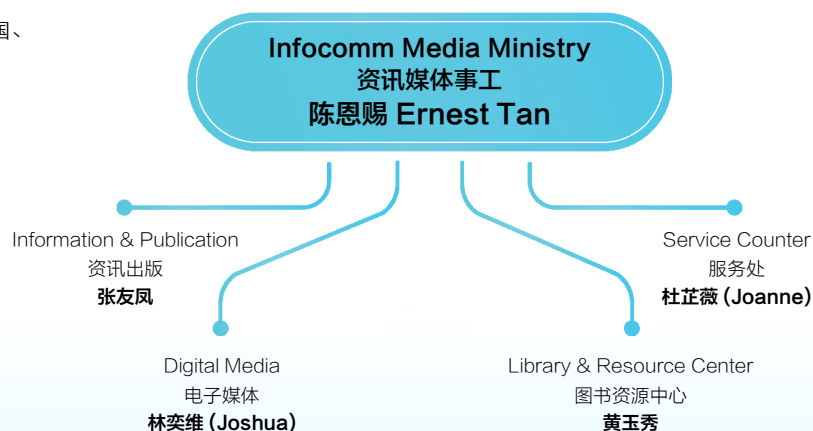 国、
Infocomm Media Ministry
资讯媒体事工
陈恩赐 Ernest Tan
Information & Publication
资讯出版
张友凤
Service Counter
服务处
杜芷薇 (Joanne)
Digital Media
电子媒体
林奕维 (Joshua)
Library & Resource Center
图书资源中心
黄玉秀